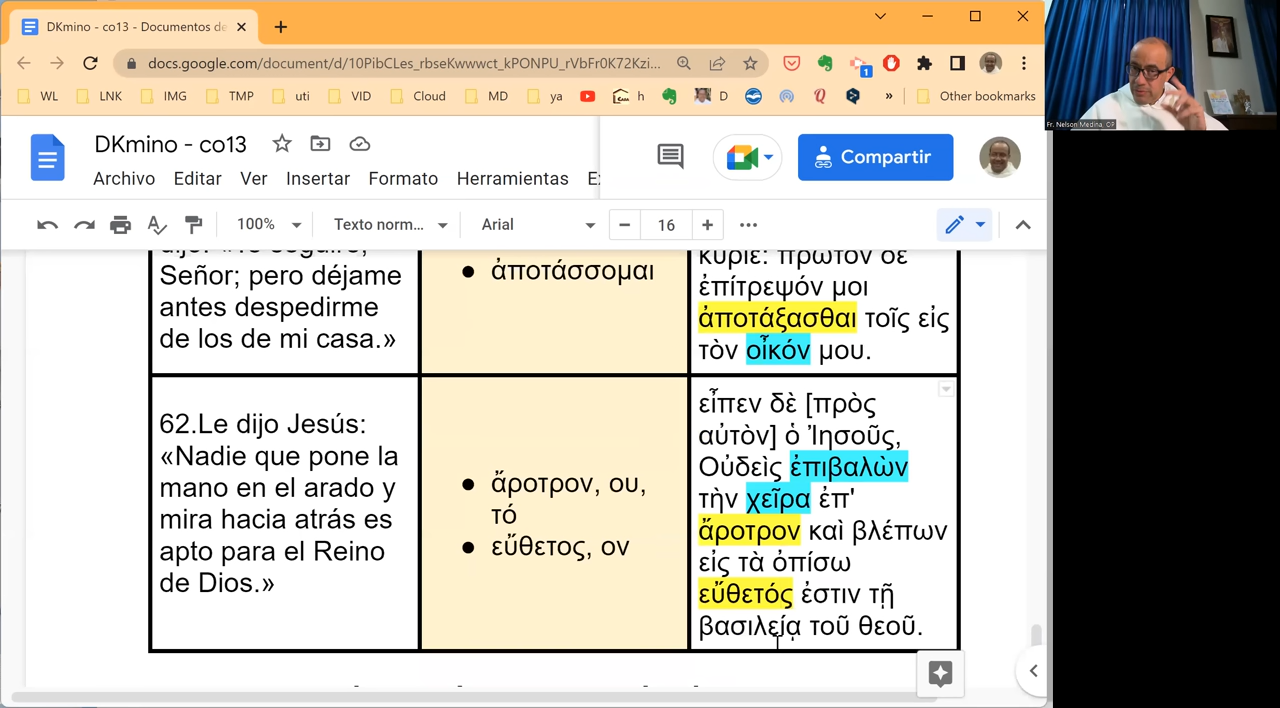 DKmino - co13 - Documentos de
docs.google.com/document/d/10PibCLes_rbseKwwwct_kPONPU_rVbFr0K72Kzi...
1
WL LNK IMG TMP uti VID Cloud MD ya h D » Other bookmarks
DKmino - co13
Archivo Editar Ver Insertar Formato Herramientas
Compartir
100% Texto norm... Arial 16
Señor; pero déjame
antes despedirme
de los de mi casa.»
ἀποτάσσομαι
κύριε: πρῶτον δὲ
ἐπίτρεψόν μοι
ἀποτάξασθαι τοῖς εἰς
τὸν οἶκόν μου.
62.Le dijo Jesús:
«Nadie que pone la
mano en el arado y
mira hacia atrás es
apto para el Reino
de Dios.»
ἄροτρον, ου,
τό
εὔθετος, ον
εἶπεν δὲ [πρὸς
αὐτὸν] ὁ Ἰησοῦς,
Οὐδεὶς ἐπιβαλὼν
τὴν χεῖρα ἐπ'
ἄροτρον καὶ βλέπων
εἰς τὰ ὀπίσω
εὔθετός ἐστιν τῇ
βασιλείᾳ τοῦ θεοῦ.
Fr. Nelson Medina, OP